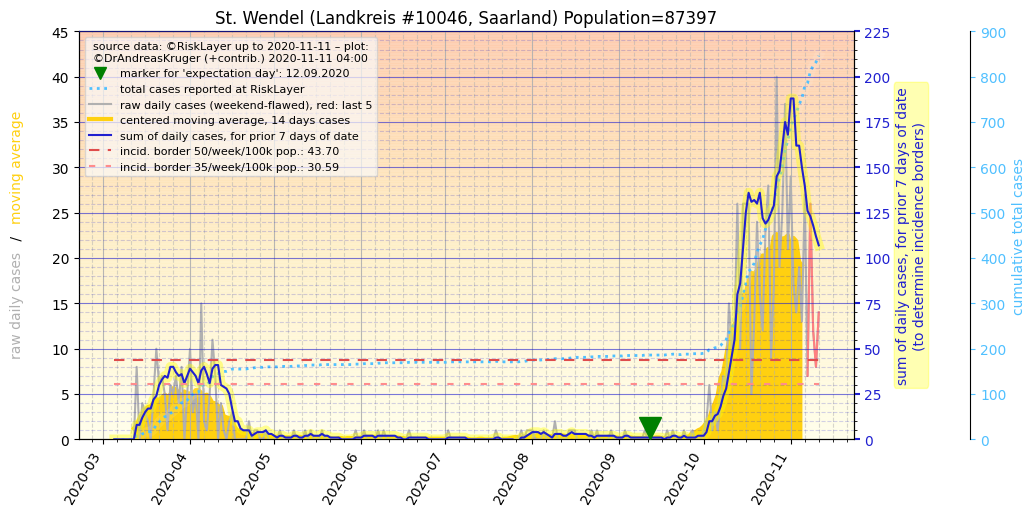 St. Wendel (Landkreis #10046, Saarland) Population=87397
source data: ©RiskLayer up to 2020-11-11 – plot:
©DrAndreasKruger (+contrib.) 2020-11-11 04:00
marker for 'expectation day': 12.09.2020
total cases reported at RiskLayer
raw daily cases (weekend-flawed), red: last 5
centered moving average, 14 days cases
sum of daily cases, for prior 7 days of date
incid. border 50/week/100k pop.: 43.70
incid. border 35/week/100k pop.: 30.59
raw daily cases / moving average
45
40
35
30
25
20
15
10
5
0
225
200
175
150
125
100
75
50
25
0
sum of daily cases, for prior 7 days of date
(to determine incidence borders)
900
800
700
600
500
400
300
200
100
0
cumulative total cases
2020-03
2020-04
2020-05
2020-06
2020-07
2020-08
2020-09
2020-10
2020-11